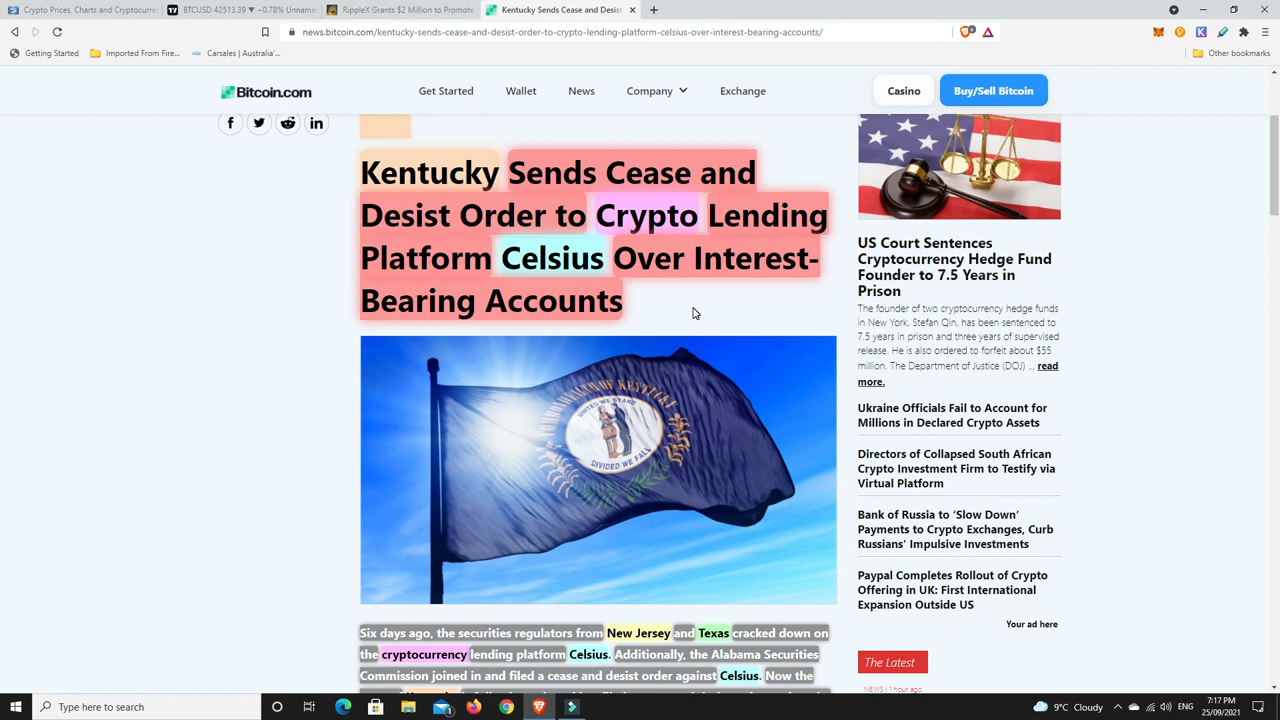 Crypto Prices, Charts and Cryptocurr
BTCUSD 42513.39 ▼ −0.78% Unname
RippleX Grants $2 Million to Promote
Kentucky Sends Cease and Desist
news.bitcoin.com/kentucky-sends-cease-and-desist-order-to-crypto-lending-platform-celsius-over-interest-bearing-accounts/
Getting Started
Imported From Fire...
Carsales | Australia'...
Other bookmarks
Bitcoin.com
Get Started
Wallet
News
Company
Exchange
Casino
Buy/Sell Bitcoin
Kentucky Sends Cease and
Desist Order to Crypto Lending
Platform Celsius Over Interest-
Bearing Accounts
UNITED WE STAND
DIVIDED WE FALL
Six days ago, the securities regulators from New Jersey and Texas cracked down on
the cryptocurrency lending platform Celsius. Additionally, the Alabama Securities
Commission joined in and filed a cease and desist order against Celsius. Now the
US Court Sentences
Cryptocurrency Hedge Fund
Founder to 7.5 Years in
Prison
The founder of two cryptocurrency hedge funds
in New York, Stefan Qin, has been sentenced to
7.5 years in prison and three years of supervised
release. He is also ordered to forfeit about $55
million. The Department of Justice (DOJ) ... read
more.
Ukraine Officials Fail to Account for
Millions in Declared Crypto Assets
Directors of Collapsed South African
Crypto Investment Firm to Testify via
Virtual Platform
Bank of Russia to ‘Slow Down’
Payments to Crypto Exchanges, Curb
Russians’ Impulsive Investments
Paypal Completes Rollout of Crypto
Offering in UK: First International
Expansion Outside US
Your ad here
The Latest
NEWS | 1 hour ago
Type here to search
9°C Cloudy
ENG
7:17 PM
25/09/2021